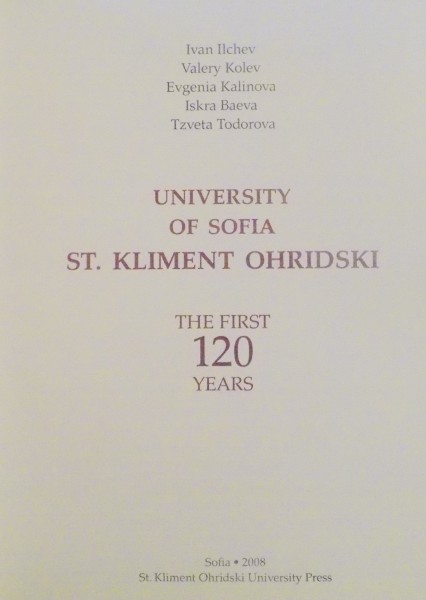 Ivan Ilchev
Valery Kolev
Evgenia Kalinova
Iskra Baeva
Tzveta Todorova
UNIVERSITY
OF SOFIA
ST. KLIMENT OHRIDSKI
THE FIRST
120
YEARS
Sofia • 2008
St. Kliment Ohridski University Press